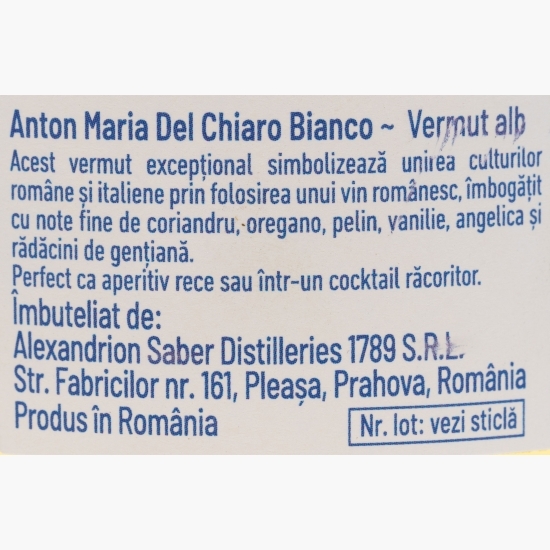 Anton Maria Del Chiaro Bianco ~ Vermut alb
Acest vermut excepțional simbolizează unirea culturilor
române și italiene prin folosirea unui vin românesc, îmbogățit
cu note fine de coriandru, oregano, pelin, vanilie, angelica și
rădăcini de gențiană.
Perfect ca aperitiv rece sau într-un cocktail răcoritor.
Îmbuteliat de:
Alexandrion Saber Distilleries 1789 S.R.L.
Str. Fabricilor nr. 161, Pleașa, Prahova, România
Produs în România
Nr. lot: vezi sticlă